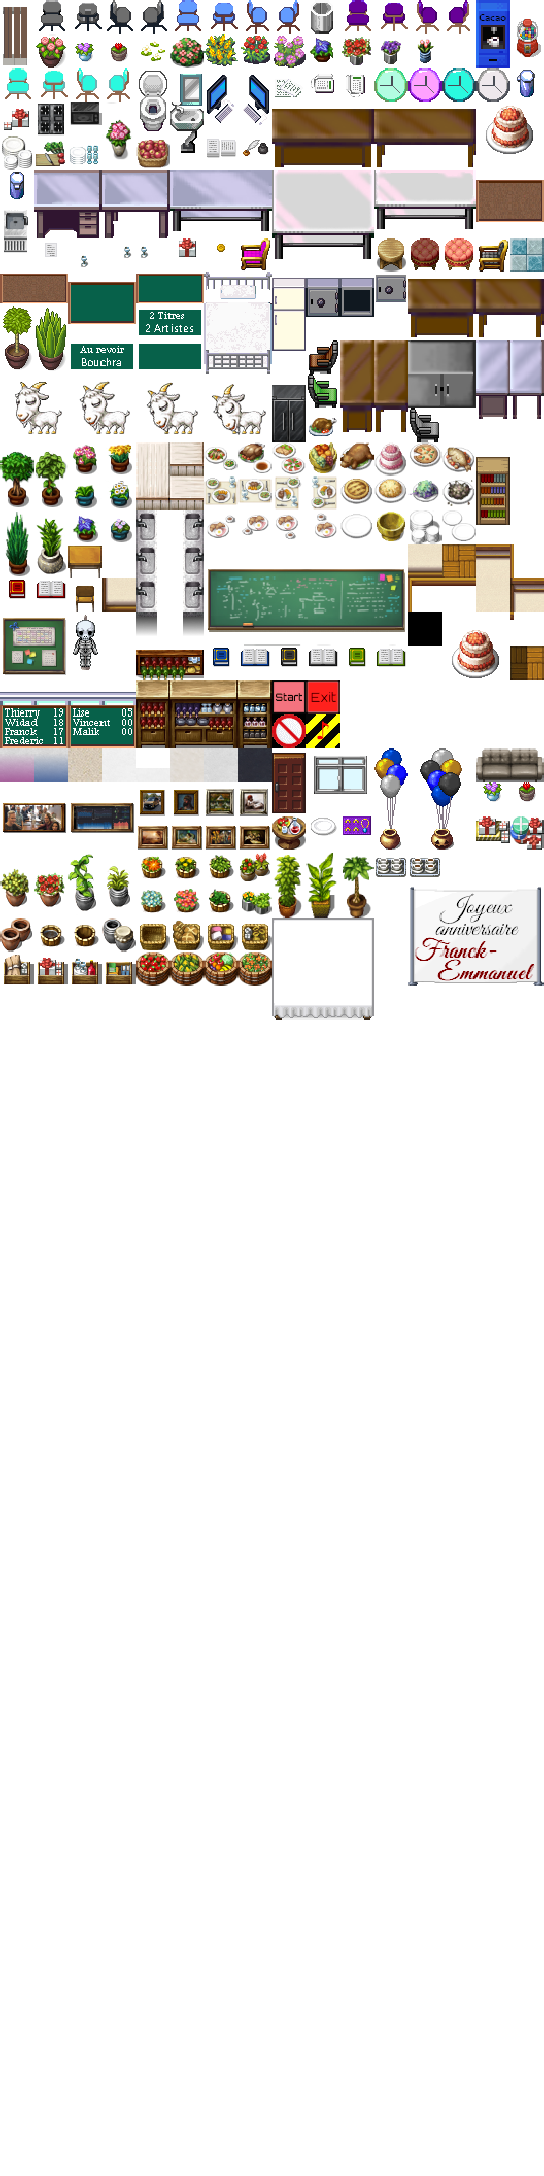 Cacao
2 Titres
2 Artistes
Au revoir
Bouchra
Thierry 19
Widad 18
Franck 17
Frederic 11
Lise 05
Vincent 00
Malik 00
Start
Exit
Joyeux
anniversaire
Franck-
Emmanuel